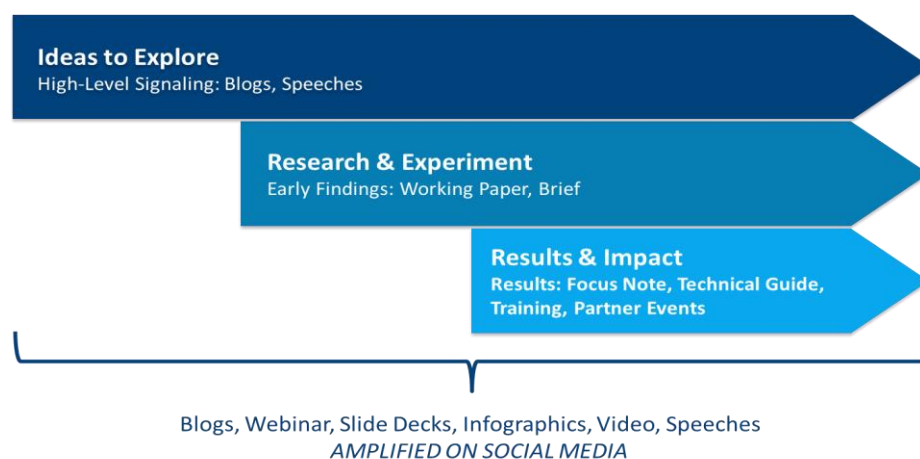 Ideas to Explore
High-Level Signaling: Blogs, Speeches
Research & Experiment
Early Findings: Working Paper, Brief
Results & Impact
Results: Focus Note, Technical Guide,
Training, Partner Events
Blogs, Webinar, Slide Decks, Infographics, Video, Speeches
AMPLIFIED ON SOCIAL MEDIA